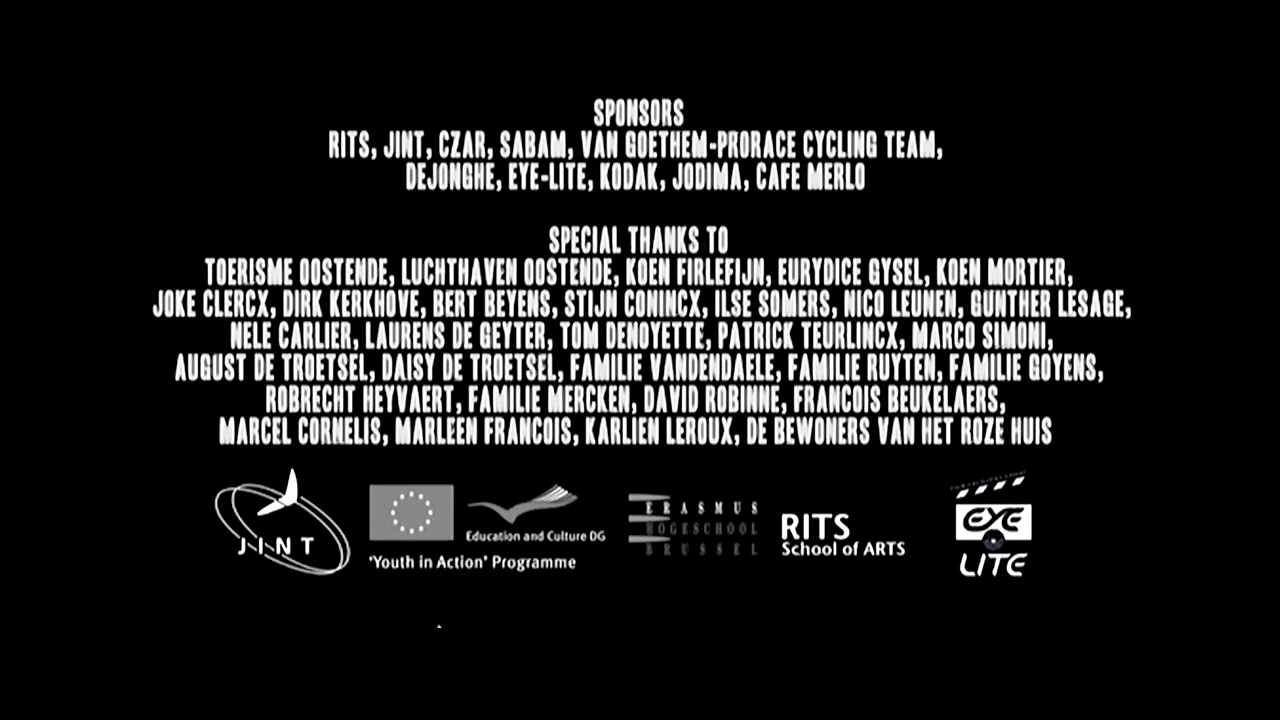 SPONSORS
RITS, JINT, CZAR, SABAM, VAN GOETHEM-PRORACE CYCLING TEAM,
DEJONGHE, EYE-LITE, KODAK, JODIMA, CAFE MERLO
SPECIAL THANKS TO
TOERISME OOSTENDE, LUCHTHAVEN OOSTENDE, KOEN FIRLEFIJN, EURYDICE GYSEL, KOEN MORTIER,
JOKE CLERCX, DIRK KERKHOVE, BERT BEYENS, STIJN CONINCX, ILSE SOMERS, NICO LEUNEN, GUNTHER LESAGE,
NELE CARLIER, LAURENS DE GEYTER, TOM DENOYETTE, PATRICK TEURLINCX, MARCO SIMONI,
AUGUST DE TROETSEL, DAISY DE TROETSEL, FAMILIE VANDENDAELE, FAMILIE RUYTEN, FAMILIE GOYENS,
ROBRECHT HEYVAERT, FAMILIE MERCKEN, DAVID ROBINNE, FRANCOIS BEUKELAERS,
MARCEL CORNELIS, MARLEEN FRANCOIS, KARLIEN LEROUX, DE BEWONERS VAN HET ROZE HUIS
JINT
Education and Culture DG
'Youth in Action' Programme
ERASMUS
HOGESCHOOL
BRUSSEL
RITS
School of ARTS
EYE
LITE